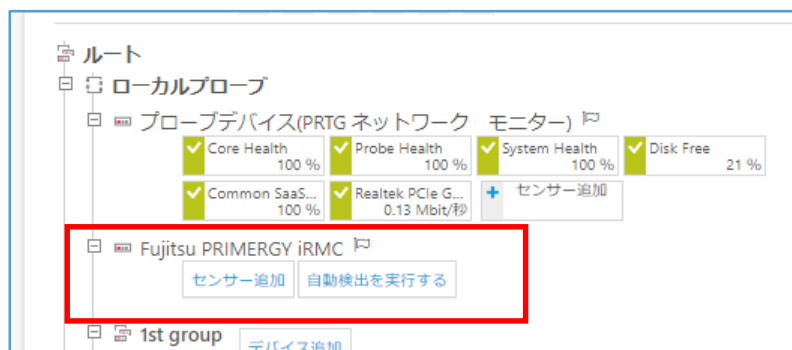 ルート
ローカルプローブ
プローブデバイス(PRTG ネットワーク　モニター)
Core Health 100 %
Probe Health 100 %
System Health 100 %
Disk Free 21 %
Common SaaS... 100 %
Realtek PCIe G... 0.13 Mbit/秒
センサー追加
Fujitsu PRIMERGY iRMC
センサー追加
自動検出を実行する
1st group
デバイス追加